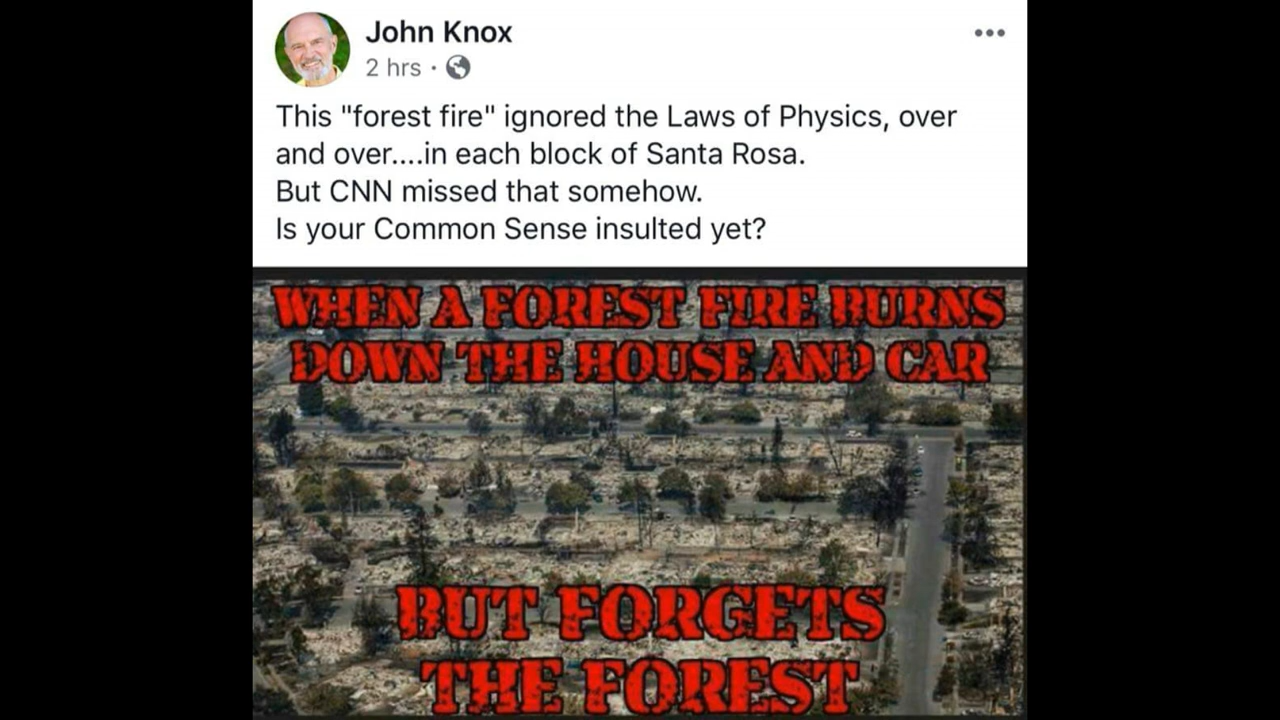 John Knox
2 hrs ·
This "forest fire" ignored the Laws of Physics, over
and over....in each block of Santa Rosa.
But CNN missed that somehow.
Is your Common Sense insulted yet?
WHEN A FOREST FIRE BURNS
DOWN THE HOUSE AND CAR
BUT FORGETS
THE FOREST